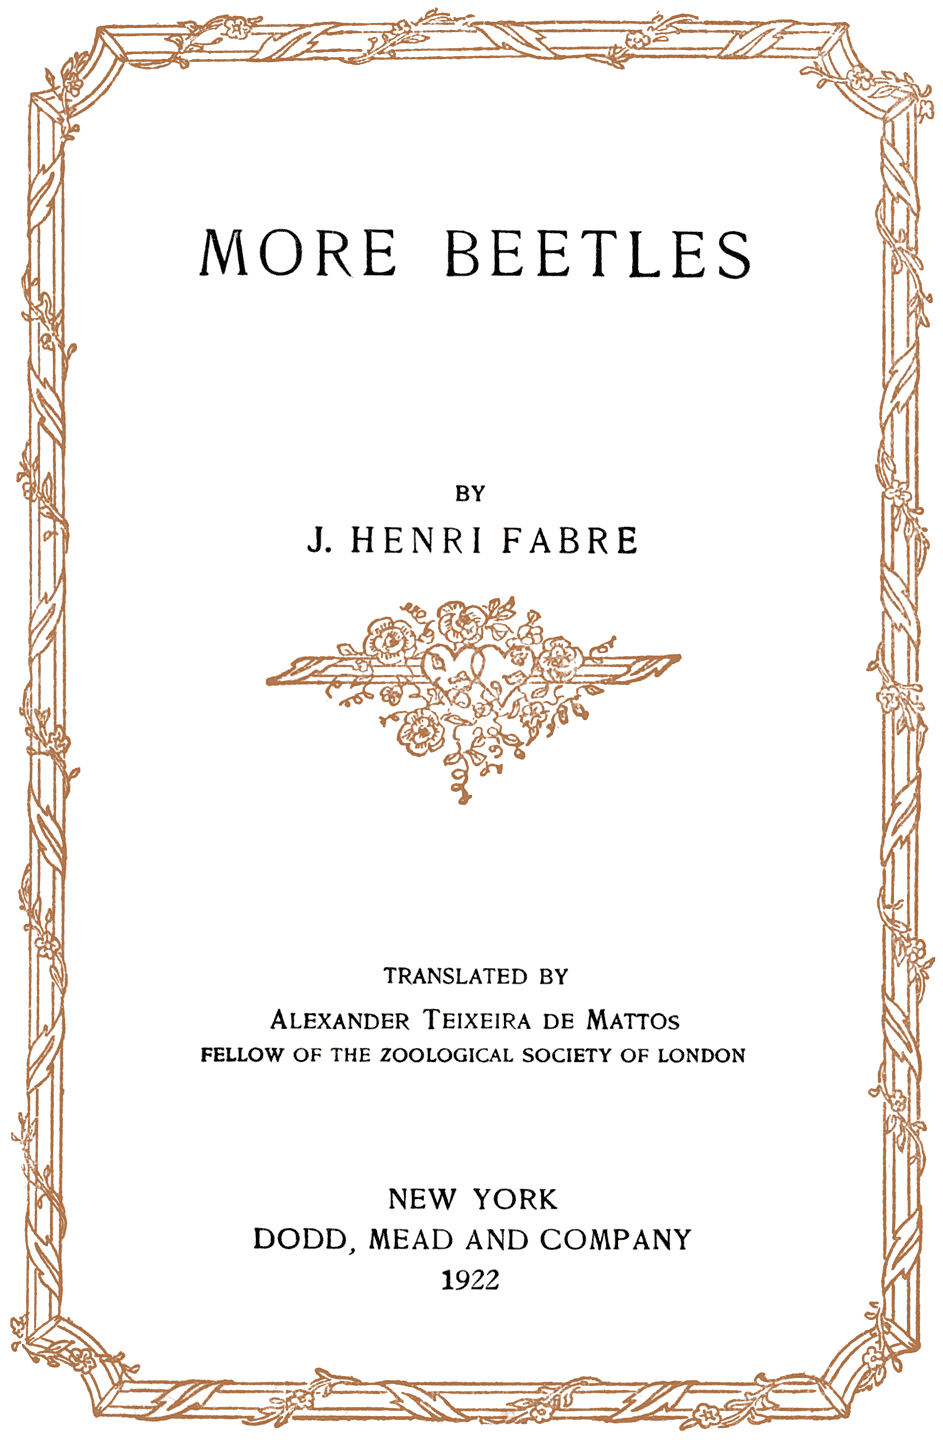 MORE BEETLES
BY
J. HENRI FABRE
TRANSLATED BY
ALEXANDER TEIXEIRA DE MATTOS
FELLOW OF THE ZOOLOGICAL SOCIETY OF LONDON
NEW YORK
DODD, MEAD AND COMPANY
1922